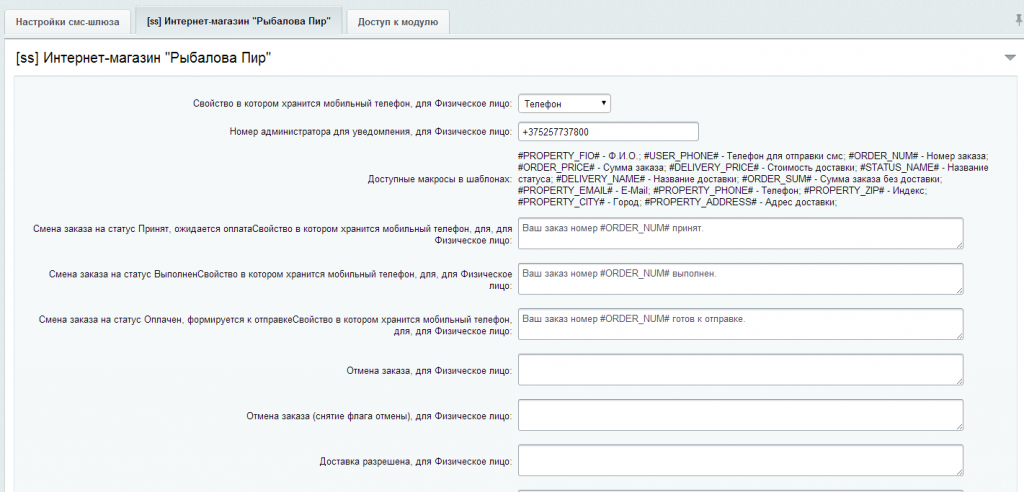 Настройки смс-шлюза
[ss] Интернет-магазин "Рыбалова Пир"
Доступ к модулю
[ss] Интернет-магазин "Рыбалова Пир"
Свойство в котором хранится мобильный телефон, для Физическое лицо:
Телефон
Номер администратора для уведомления, для Физическое лицо:
+375257737800
Доступные макросы в шаблонах:
#PROPERTY_FIO# - Ф.И.О.; #USER_PHONE# - Телефон для отправки смс; #ORDER_NUM# - Номер заказа;
#ORDER_PRICE# - Сумма заказа; #DELIVERY_PRICE# - Стоимость доставки; #STATUS_NAME# - Название
статуса; #DELIVERY_NAME# - Название доставки; #ORDER_SUM# - Сумма заказа без доставки;
#PROPERTY_EMAIL# - E-Mail; #PROPERTY_PHONE# - Телефон; #PROPERTY_ZIP# - Индекс;
#PROPERTY_CITY# - Город; #PROPERTY_ADDRESS# - Адрес доставки;
Смена заказа на статус Принят, ожидается оплатаСвойство в котором хранится мобильный телефон, для, для
Физическое лицо:
Ваш заказ номер #ORDER_NUM# принят.
Смена заказа на статус ВыполненСвойство в котором хранится мобильный телефон, для, для Физическое
лицо:
Ваш заказ номер #ORDER_NUM# выполнен.
Смена заказа на статус Оплачен, формируется к отправкеСвойство в котором хранится мобильный телефон,
для, для Физическое лицо:
Ваш заказ номер #ORDER_NUM# готов к отправке.
Отмена заказа, для Физическое лицо:
Отмена заказа (снятие флага отмены), для Физическое лицо:
Доставка разрешена, для Физическое лицо: